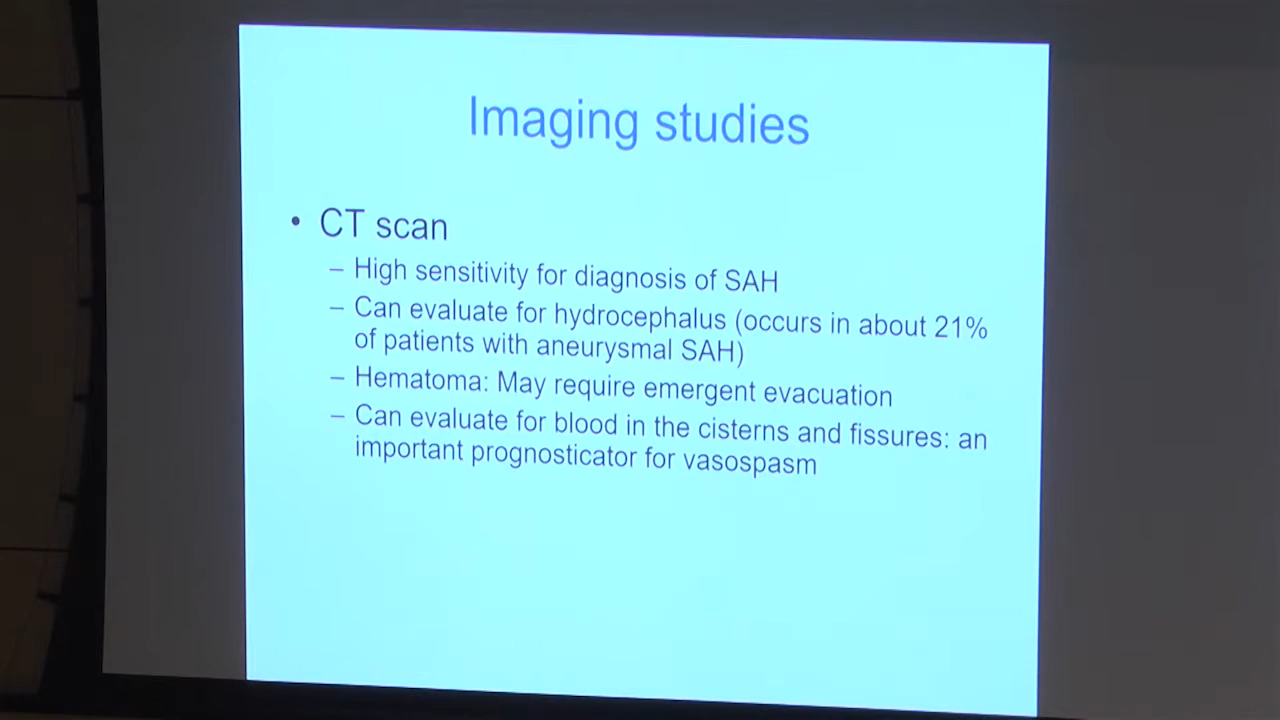 Imaging studies
• CT scan
– High sensitivity for diagnosis of SAH
– Can evaluate for hydrocephalus (occurs in about 21%
of patients with aneurysmal SAH)
– Hematoma: May require emergent evacuation
– Can evaluate for blood in the cisterns and fissures: an
important prognosticator for vasospasm